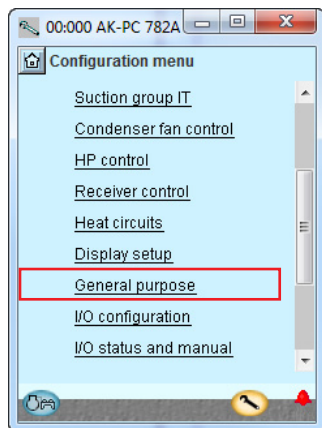 00:000 AK-PC 782A
Configuration menu
Suction group IT
Condenser fan control
HP control
Receiver control
Heat circuits
Display setup
General purpose
I/O configuration
I/O status and manual